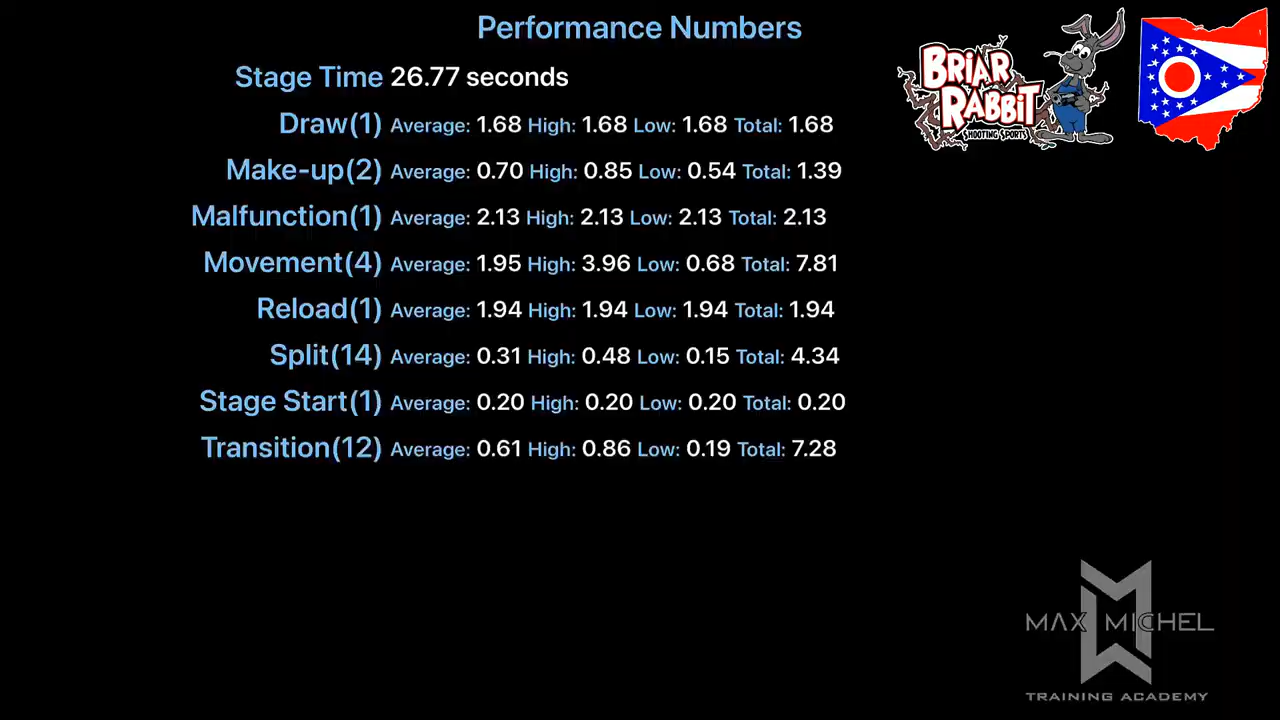 Performance Numbers
Stage Time 26.77 seconds
Draw(1) Average: 1.68 High: 1.68 Low: 1.68 Total: 1.68
Make-up(2) Average: 0.70 High: 0.85 Low: 0.54 Total: 1.39
Malfunction(1) Average: 2.13 High: 2.13 Low: 2.13 Total: 2.13
Movement(4) Average: 1.95 High: 3.96 Low: 0.68 Total: 7.81
Reload(1) Average: 1.94 High: 1.94 Low: 1.94 Total: 1.94
Split(14) Average: 0.31 High: 0.48 Low: 0.15 Total: 4.34
Stage Start(1) Average: 0.20 High: 0.20 Low: 0.20 Total: 0.20
Transition(12) Average: 0.61 High: 0.86 Low: 0.19 Total: 7.28
BRIAR
RABBIT
SHOOTING SPORTS
MAX MICHEL
TRAINING ACADEMY